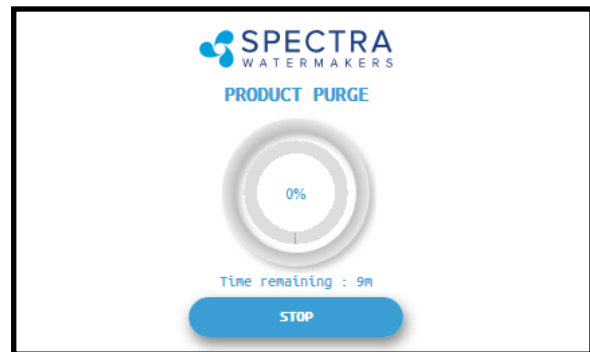 SPECTRA
WATERMAKERS
PRODUCT PURGE
0%
Time remaining : 9m
STOP